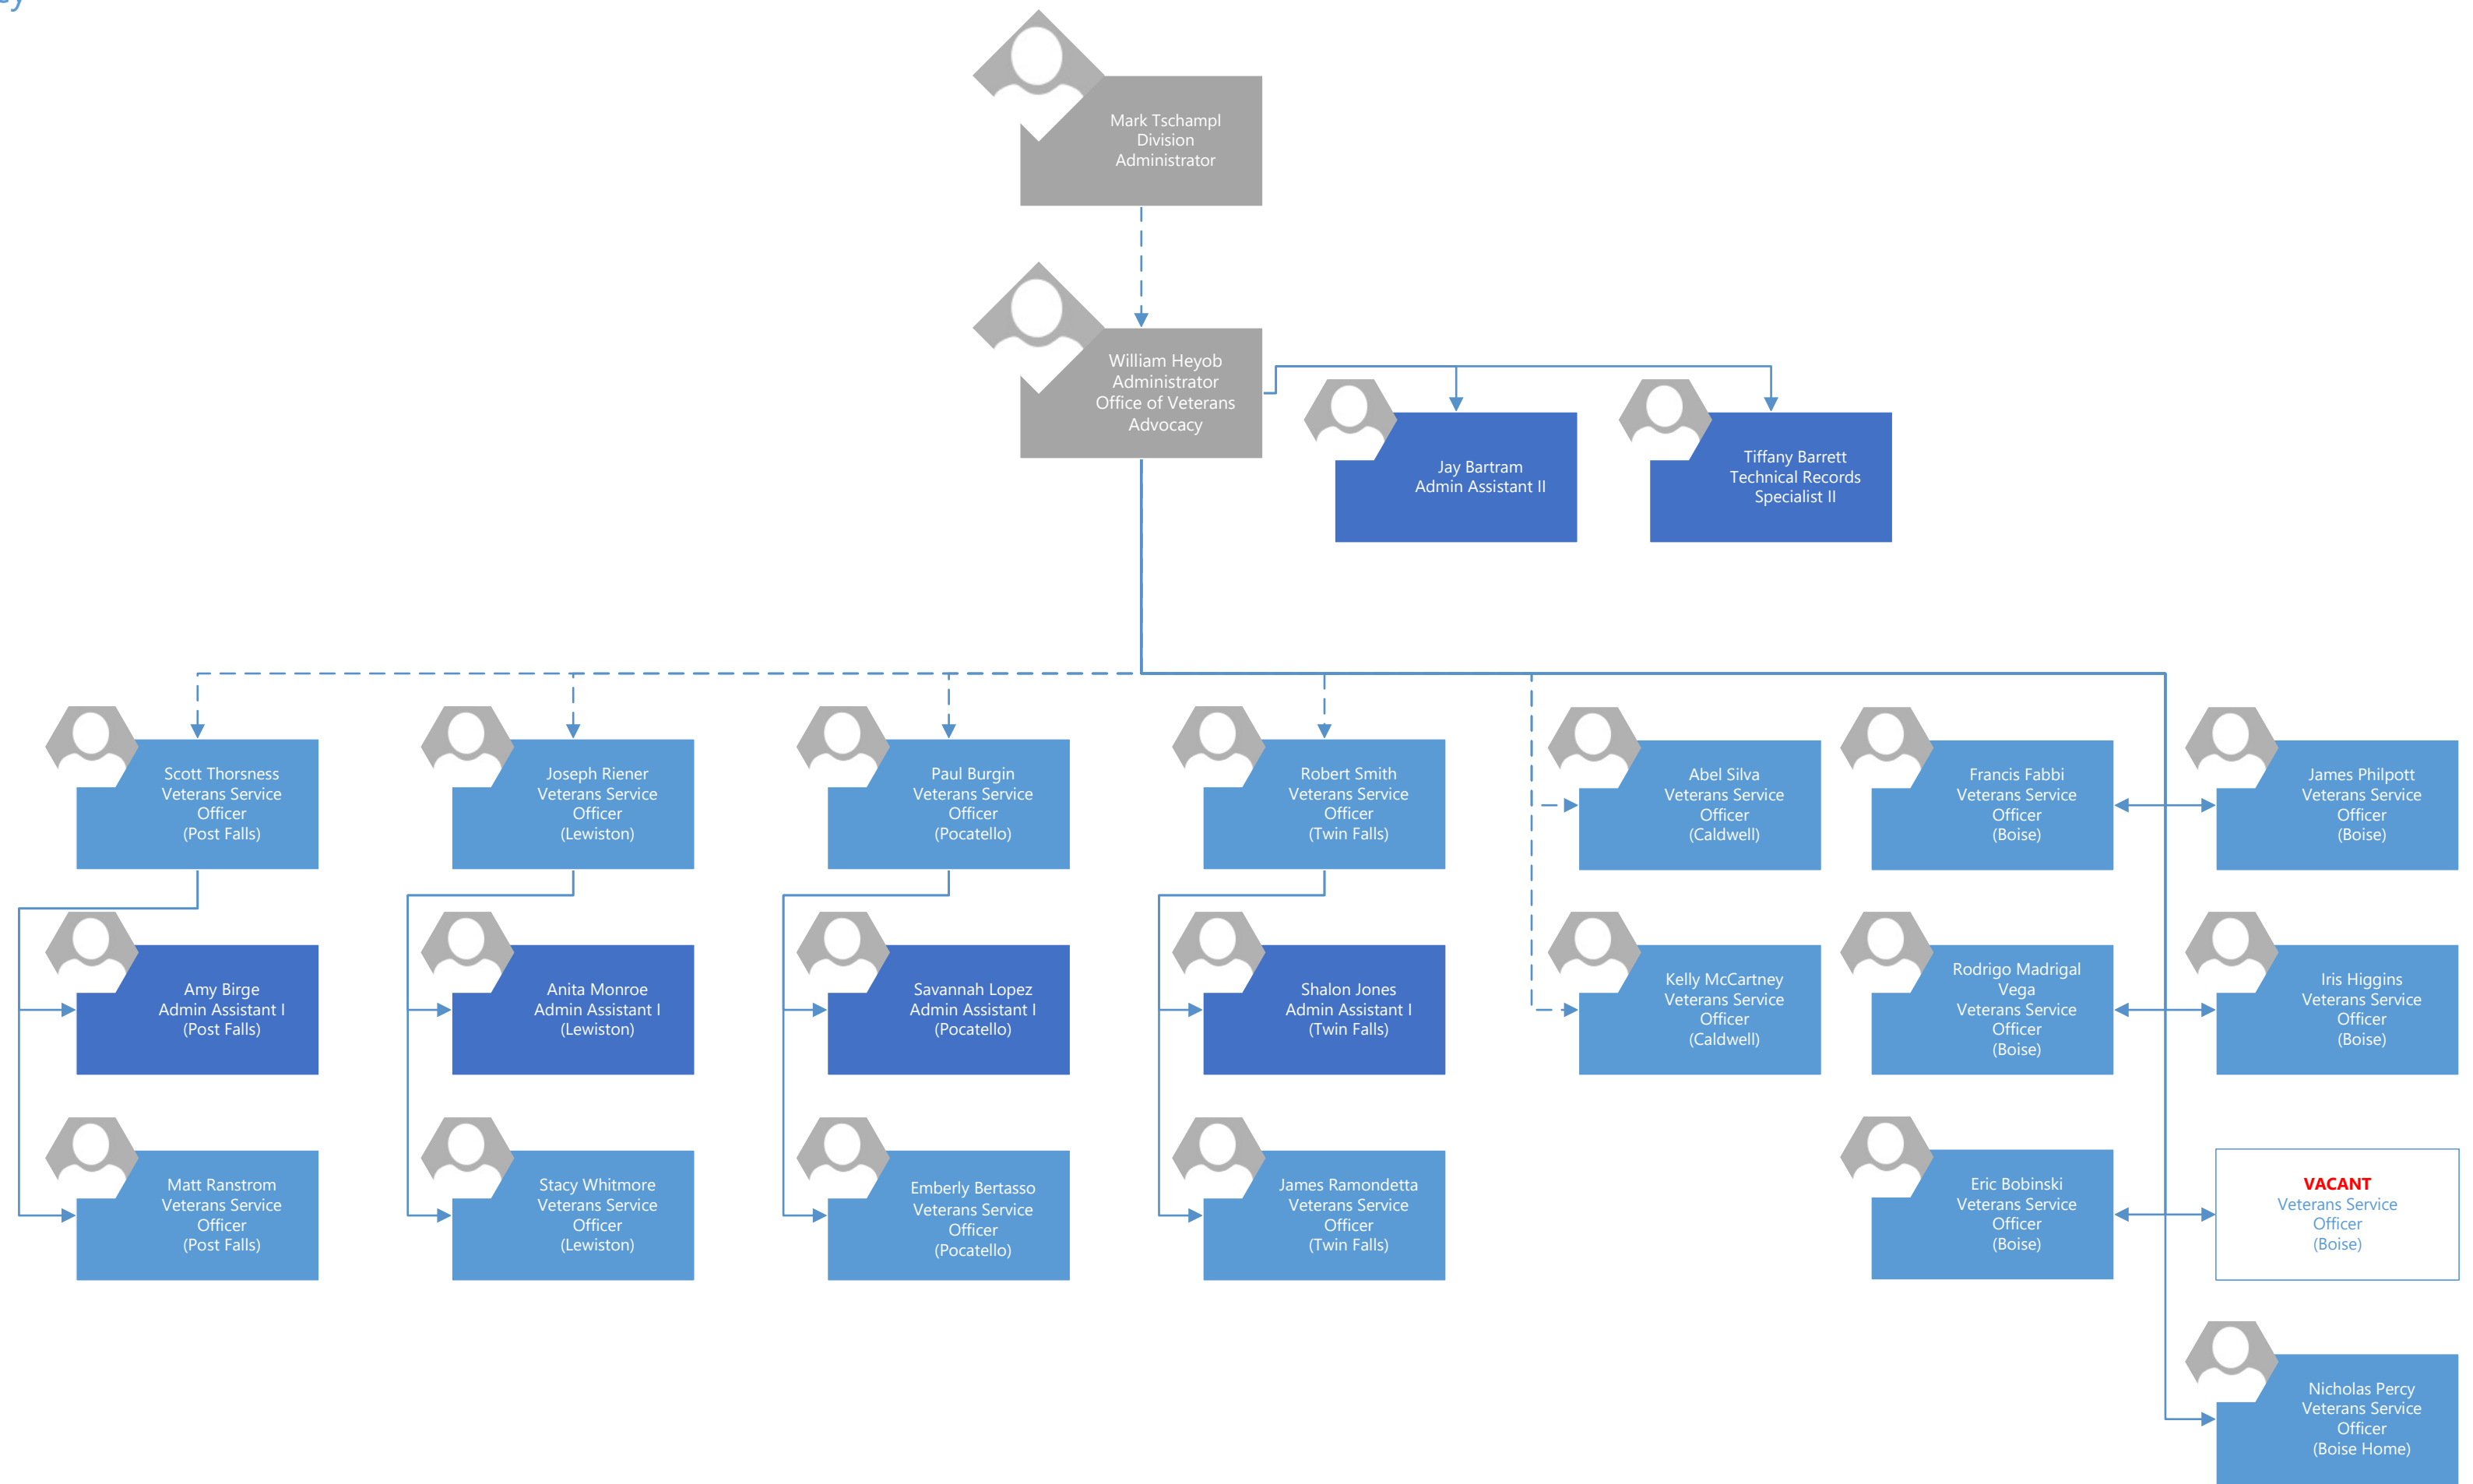 Mark Tschampl
Division
Administrator
William Heyob
Administrator
Office of Veterans
Advocacy
Jay Bartram
Admin Assistant II
Tiffany Barrett
Technical Records
Specialist II
Scott Thorsness
Veterans Service
Officer
(Post Falls)
Joseph Riener
Veterans Service
Officer
(Lewiston)
Paul Burgin
Veterans Service
Officer
(Pocatello)
Robert Smith
Veterans Service
Officer
(Twin Falls)
Abel Silva
Veterans Service
Officer
(Caldwell)
Francis Fabbi
Veterans Service
Officer
(Boise)
James Philpott
Veterans Service
Officer
(Boise)
Amy Birge
Admin Assistant I
(Post Falls)
Anita Monroe
Admin Assistant I
(Lewiston)
Savannah Lopez
Admin Assistant I
(Pocatello)
Shalon Jones
Admin Assistant I
(Twin Falls)
Kelly McCartney
Veterans Service
Officer
(Caldwell)
Rodrigo Madrigal
Vega
Veterans Service
Officer
(Boise)
Iris Higgins
Veterans Service
Officer
(Boise)
Matt Ranstrom
Veterans Service
Officer
(Post Falls)
Stacy Whitmore
Veterans Service
Officer
(Lewiston)
Emberly Bertasso
Veterans Service
Officer
(Pocatello)
James Ramondetta
Veterans Service
Officer
(Twin Falls)
Eric Bobinski
Veterans Service
Officer
(Boise)
VACANT
Veterans Service
Officer
(Boise)
Nicholas Percy
Veterans Service
Officer
(Boise Home)